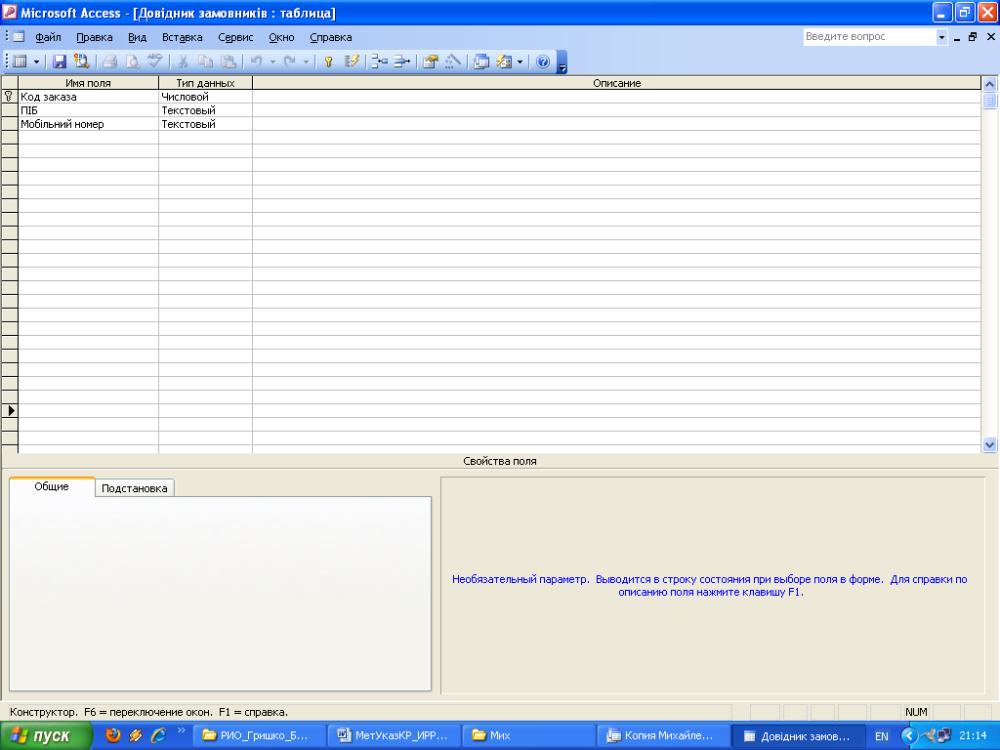 Microsoft Access - [Довідник замовників : таблица]
Файл Правка Вид Вставка Сервис Окно Справка
Введите вопрос
Имя поля Тип данных Описание
Код заказа Числовой
ПІБ Текстовый
Мобільний номер Текстовый
Свойства поля
Общие Подстановка
Необязательный параметр. Выводится в строку состояния при выборе поля в форме. Для справки по
описанию поля нажмите клавишу F1.
Конструктор. F6 = переключение окон. F1 = справка.
NUM
пуск
РИО_Гришко_Б...
МетУказКР_ИРР...
Мих
Копия Михайле...
Довідник замов...
EN
21:14